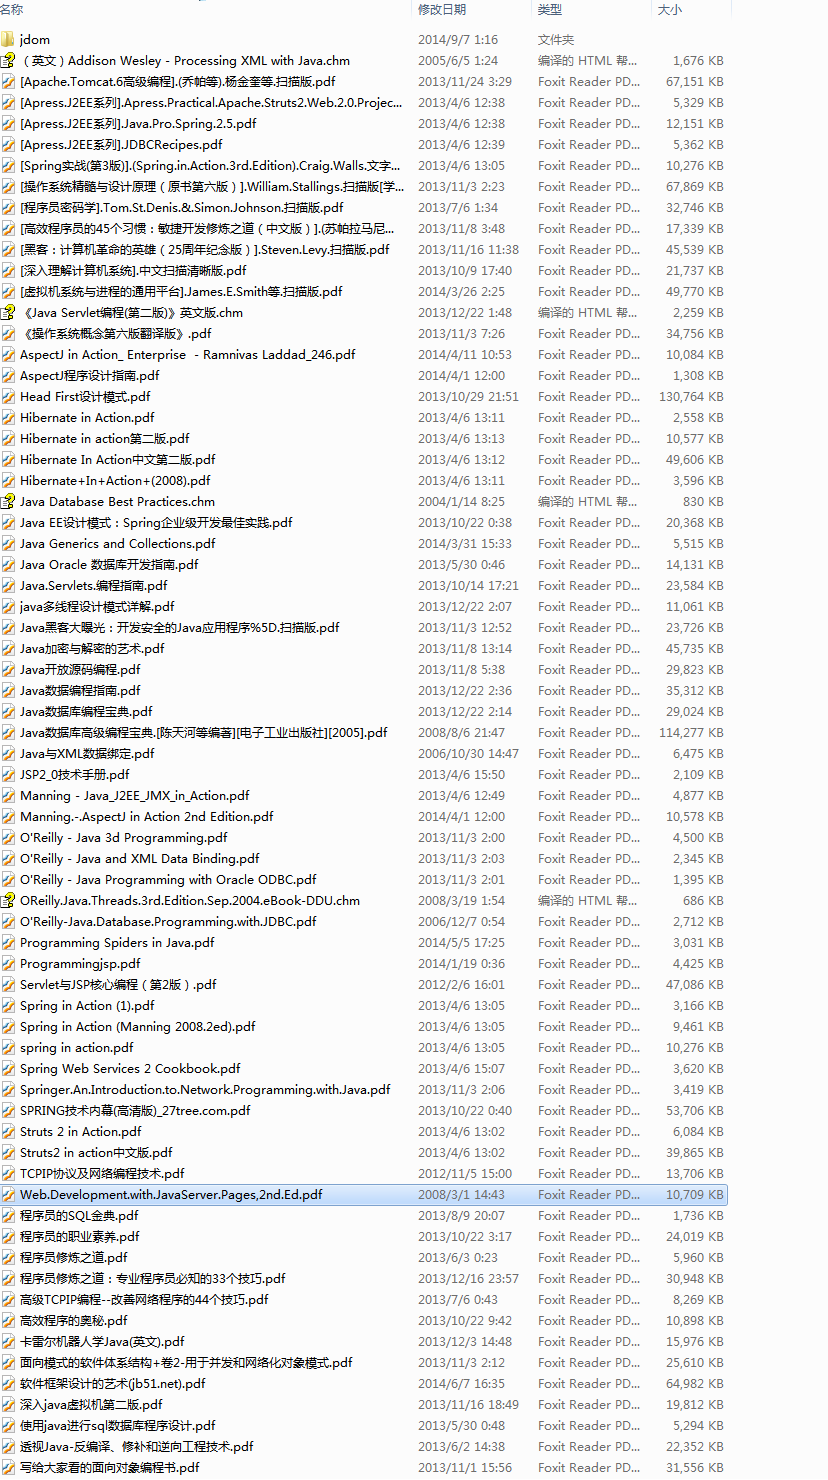 名称 修改日期 类型 大小
jdom 2014/9/7 1:16 文件夹
（英文）Addison Wesley - Processing XML with Java.chm 2005/6/5 1:24 编译的 HTML 帮... 1,676 KB
[Apache.Tomcat.6高级编程].(乔帕等).杨金奎等.扫描版.pdf 2013/11/24 3:29 Foxit Reader PD... 67,151 KB
[Apress.J2EE系列].Apress.Practical.Apache.Struts2.Web.2.0.Projec... 2013/4/6 12:38 Foxit Reader PD... 5,329 KB
[Apress.J2EE系列].Java.Pro.Spring.2.5.pdf 2013/4/6 12:38 Foxit Reader PD... 12,151 KB
[Apress.J2EE系列].JDBCRecipes.pdf 2013/4/6 12:39 Foxit Reader PD... 5,362 KB
[Spring实战(第3版)].(Spring.in.Action.3rd.Edition).Craig.Walls.文字... 2013/4/6 13:05 Foxit Reader PD... 10,276 KB
[操作系统精髓与设计原理（原书第六版）].William.Stallings.扫描版[学... 2013/11/3 2:23 Foxit Reader PD... 67,869 KB
[程序员密码学].Tom.St.Denis.&.Simon.Johnson.扫描版.pdf 2013/7/6 1:34 Foxit Reader PD... 32,746 KB
[高效程序员的45个习惯：敏捷开发修炼之道（中文版）].(苏帕拉马尼... 2013/11/8 3:48 Foxit Reader PD... 17,339 KB
[黑客：计算机革命的英雄（25周年纪念版）].Steven.Levy.扫描版.pdf 2013/11/16 11:38 Foxit Reader PD... 45,539 KB
[深入理解计算机系统].中文扫描清晰版.pdf 2013/10/9 17:40 Foxit Reader PD... 21,737 KB
[虚拟机系统与进程的通用平台].James.E.Smith等.扫描版.pdf 2014/3/26 2:25 Foxit Reader PD... 49,770 KB
《Java Servlet编程(第二版)》英文版.chm 2013/12/22 1:48 编译的 HTML 帮... 2,259 KB
《操作系统概念第六版翻译版》.pdf 2013/11/3 7:26 Foxit Reader PD... 34,756 KB
AspectJ in Action_ Enterprise - Ramnivas Laddad_246.pdf 2014/4/11 10:53 Foxit Reader PD... 10,084 KB
AspectJ程序设计指南.pdf 2014/4/1 12:00 Foxit Reader PD... 1,308 KB
Head First设计模式.pdf 2013/10/29 21:51 Foxit Reader PD... 130,764 KB
Hibernate in Action.pdf 2013/4/6 13:11 Foxit Reader PD... 2,558 KB
Hibernate in action第二版.pdf 2013/4/6 13:13 Foxit Reader PD... 10,577 KB
Hibernate In Action中文第二版.pdf 2013/4/6 13:12 Foxit Reader PD... 49,606 KB
Hibernate+In+Action+(2008).pdf 2013/4/6 13:11 Foxit Reader PD... 3,596 KB
Java Database Best Practices.chm 2004/1/14 8:25 编译的 HTML 帮... 830 KB
Java EE设计模式：Spring企业级开发最佳实践.pdf 2013/10/22 0:38 Foxit Reader PD... 20,368 KB
Java Generics and Collections.pdf 2014/3/31 15:33 Foxit Reader PD... 5,515 KB
Java Oracle 数据库开发指南.pdf 2013/5/30 0:46 Foxit Reader PD... 14,131 KB
Java.Servlets.编程指南.pdf 2013/10/14 17:21 Foxit Reader PD... 23,584 KB
java多线程设计模式详解.pdf 2013/12/22 2:07 Foxit Reader PD... 11,061 KB
Java黑客大曝光：开发安全的Java应用程序%5D.扫描版.pdf 2013/11/3 12:52 Foxit Reader PD... 23,726 KB
Java加密与解密的艺术.pdf 2013/11/8 13:14 Foxit Reader PD... 45,735 KB
Java开放源码编程.pdf 2013/11/8 5:38 Foxit Reader PD... 29,823 KB
Java数据编程指南.pdf 2013/12/22 2:36 Foxit Reader PD... 35,312 KB
Java数据库编程宝典.pdf 2013/12/22 2:14 Foxit Reader PD... 29,024 KB
Java数据库高级编程宝典.[陈天河等编著][电子工业出版社][2005].pdf 2008/8/6 21:47 Foxit Reader PD... 114,277 KB
Java与XML数据绑定.pdf 2006/10/30 14:47 Foxit Reader PD... 6,475 KB
JSP2_0技术手册.pdf 2013/4/6 15:50 Foxit Reader PD... 2,109 KB
Manning - Java_J2EE_JMX_in_Action.pdf 2013/4/6 12:49 Foxit Reader PD... 4,877 KB
Manning.-.AspectJ in Action 2nd Edition.pdf 2014/4/1 12:00 Foxit Reader PD... 10,578 KB
O'Reilly - Java 3d Programming.pdf 2013/11/3 2:00 Foxit Reader PD... 4,500 KB
O'Reilly - Java and XML Data Binding.pdf 2013/11/3 2:03 Foxit Reader PD... 2,345 KB
O'Reilly - Java Programming with Oracle ODBC.pdf 2013/11/3 2:01 Foxit Reader PD... 1,395 KB
OReilly.Java.Threads.3rd.Edition.Sep.2004.eBook-DDU.chm 2008/3/19 1:54 编译的 HTML 帮... 686 KB
O'Reilly-Java.Database.Programming.with.JDBC.pdf 2006/12/7 0:54 Foxit Reader PD... 2,712 KB
Programming Spiders in Java.pdf 2014/5/5 17:25 Foxit Reader PD... 3,031 KB
Programmingjsp.pdf 2014/1/19 0:36 Foxit Reader PD... 4,425 KB
Servlet与JSP核心编程（第2版）.pdf 2012/2/6 16:01 Foxit Reader PD... 47,086 KB
Spring in Action (1).pdf 2013/4/6 13:05 Foxit Reader PD... 3,166 KB
Spring in Action (Manning 2008.2ed).pdf 2013/4/6 13:05 Foxit Reader PD... 9,461 KB
spring in action.pdf 2013/4/6 13:05 Foxit Reader PD... 10,276 KB
Spring Web Services 2 Cookbook.pdf 2013/4/6 15:07 Foxit Reader PD... 3,620 KB
Springer.An.Introduction.to.Network.Programming.with.Java.pdf 2013/11/3 2:06 Foxit Reader PD... 3,419 KB
SPRING技术内幕(高清版)_27tree.com.pdf 2013/10/22 0:40 Foxit Reader PD... 53,706 KB
Struts 2 in Action.pdf 2013/4/6 13:02 Foxit Reader PD... 6,084 KB
Struts2 in action中文版.pdf 2013/4/6 13:02 Foxit Reader PD... 39,865 KB
TCPIP协议及网络编程技术.pdf 2012/11/5 15:00 Foxit Reader PD... 13,706 KB
Web.Development.with.JavaServer.Pages,2nd.Ed.pdf 2008/3/1 14:43 Foxit Reader PD... 10,709 KB
程序员的SQL金典.pdf 2013/8/9 20:07 Foxit Reader PD... 1,736 KB
程序员的职业素养.pdf 2013/10/22 3:17 Foxit Reader PD... 24,019 KB
程序员修炼之道.pdf 2013/6/3 0:23 Foxit Reader PD... 5,960 KB
程序员修炼之道：专业程序员必知的33个技巧.pdf 2013/12/16 23:57 Foxit Reader PD... 30,948 KB
高级TCPIP编程--改善网络程序的44个技巧.pdf 2013/7/6 0:43 Foxit Reader PD... 8,269 KB
高效程序的奥秘.pdf 2013/10/22 9:42 Foxit Reader PD... 10,898 KB
卡雷尔机器人学Java(英文).pdf 2013/12/3 14:48 Foxit Reader PD... 15,976 KB
面向模式的软件体系结构+卷2-用于并发和网络化对象模式.pdf 2013/11/3 2:12 Foxit Reader PD... 25,610 KB
软件框架设计的艺术(jb51.net).pdf 2014/6/7 16:35 Foxit Reader PD... 64,982 KB
深入java虚拟机第二版.pdf 2013/11/16 18:49 Foxit Reader PD... 19,812 KB
使用java进行sql数据库程序设计.pdf 2013/5/30 0:48 Foxit Reader PD... 5,294 KB
透视Java-反编译、修补和逆向工程技术.pdf 2013/6/2 14:38 Foxit Reader PD... 22,352 KB
写给大家看的面向对象编程书.pdf 2013/11/1 15:56 Foxit Reader PD... 31,556 KB